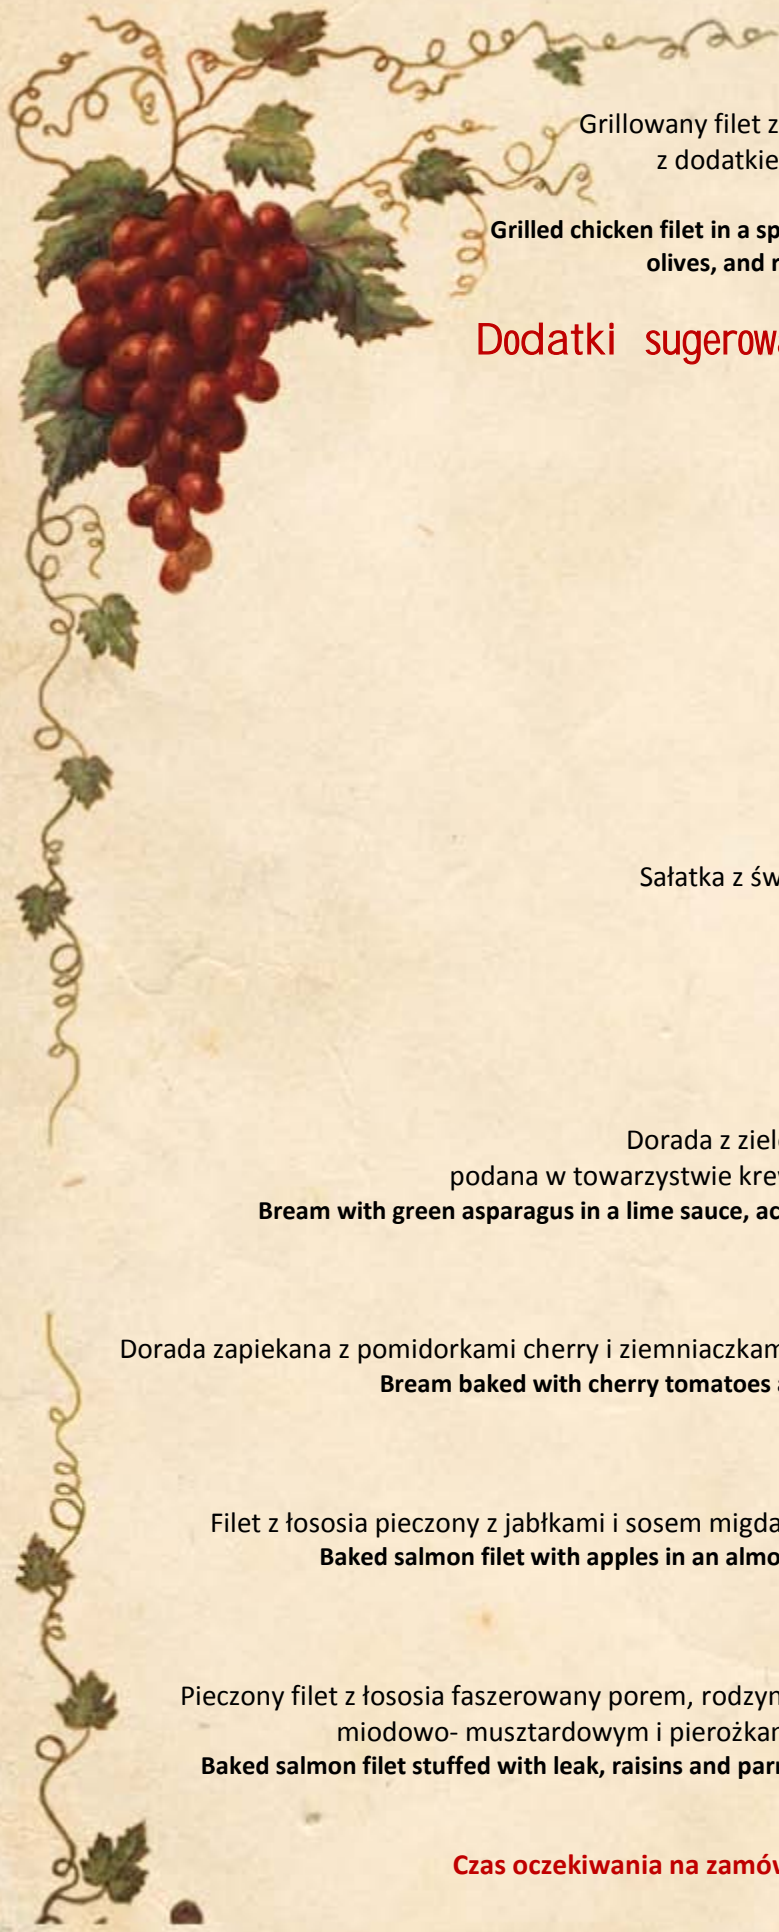 Grillowany filet z
z dodatkie
Grilled chicken filet in a sp
olives, and r
Dodatki sugerowa
Sałatka z św
Dorada z ziel
podana w towarzystwie krew
Bream with green asparagus in a lime sauce, ac
Dorada zapiekana z pomidorkami cherry i ziemniaczkam
Bream baked with cherry tomatoes a
Filet z łososia pieczony z jabłkami i sosem migda
Baked salmon filet with apples in an almo
Pieczony filet z łososia faszerowany porem, rodzyn
miodowo- musztardowym i pierożkam
Baked salmon filet stuffed with leak, raisins and parm
Czas oczekiwania na zamów